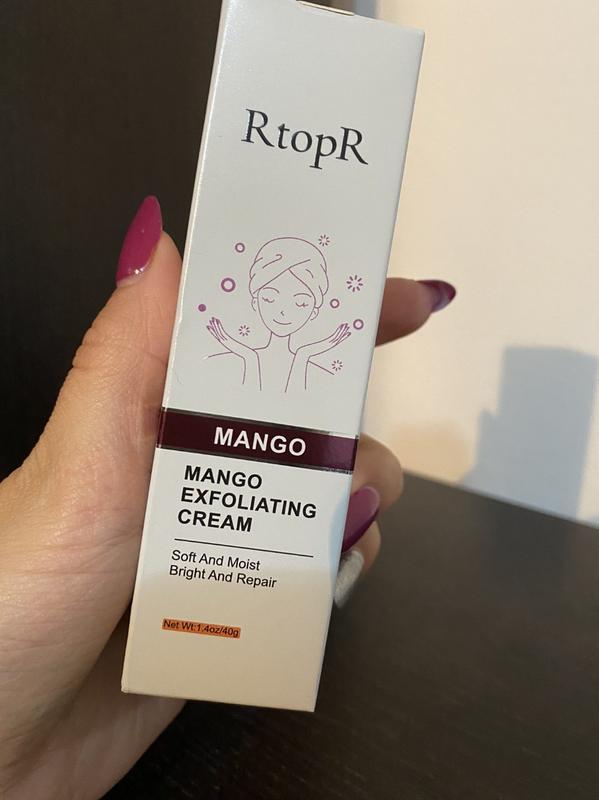 RtopR
MANGO
MANGO
EXFOLIATING
CREAM
Soft And Moist
Bright And Repair
Net Wt:1.4oz/40g